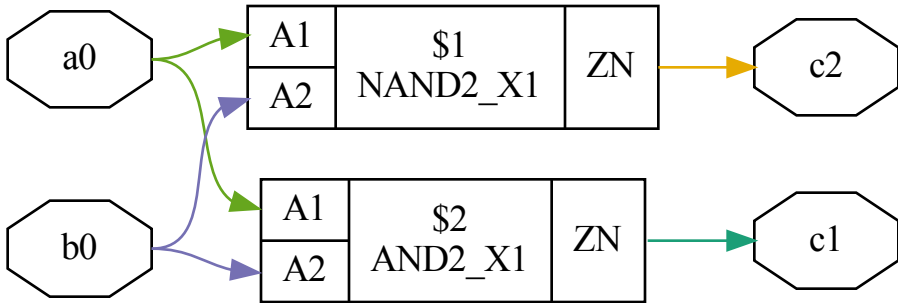 a0
A1
A2
$1
NAND2_X1
ZN
c2
b0
A1
A2
$2
AND2_X1
ZN
c1